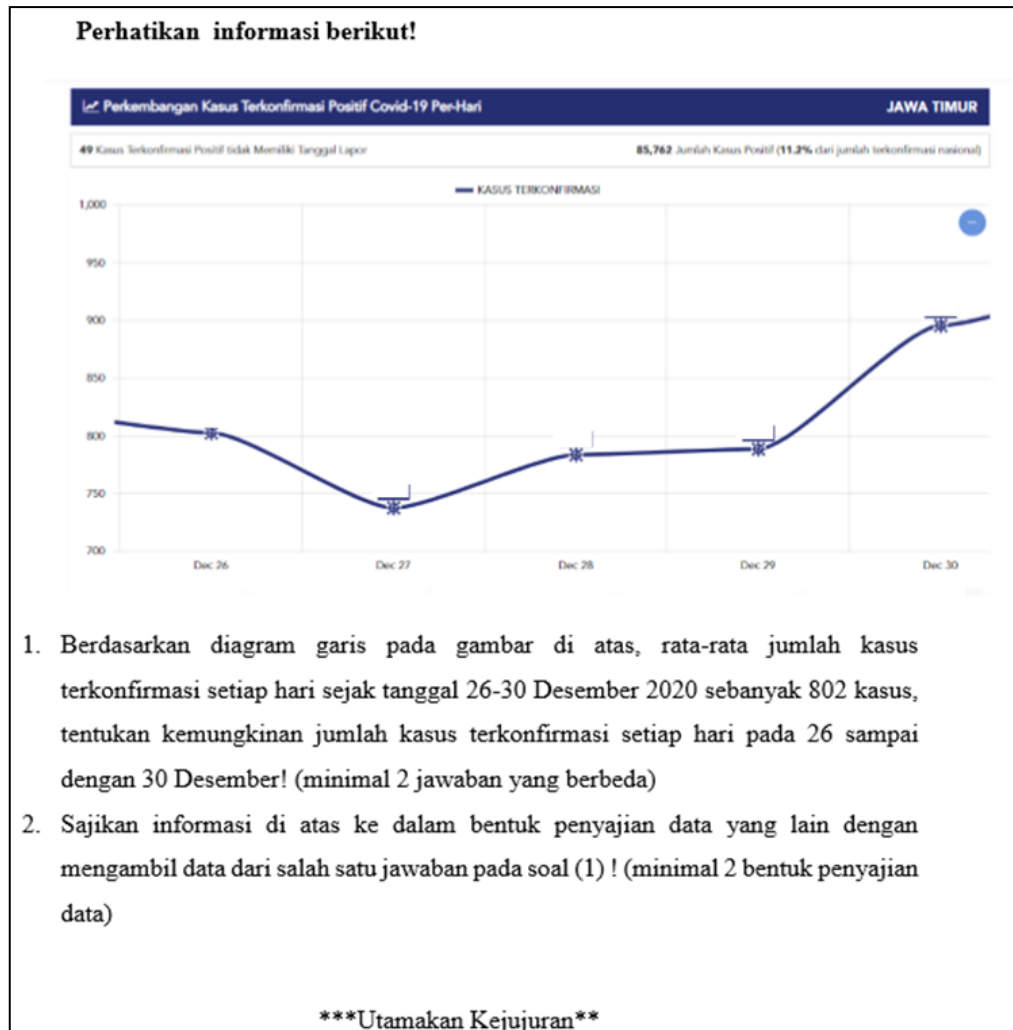 Perhatikan informasi berikut!
Perkembangan Kasus Terkonfirmasi Positif Covid-19 Per-Hari
JAWA TIMUR
49 Kasus Terkonfirmasi Positif tidak Memiliki Tanggal Lapor
85,762 Jumlah Kasus Positif (11.2% dari jumlah terkonfirmasi nasional)
KASUS TERKONFIRMASI
1,000
950
900
850
800
750
700
Dec 26
Dec 27
Dec 28
Dec 29
Dec 30
1. Berdasarkan diagram garis pada gambar di atas, rata-rata jumlah kasus
terkonfirmasi setiap hari sejak tanggal 26-30 Desember 2020 sebanyak 802 kasus,
tentukan kemungkinan jumlah kasus terkonfirmasi setiap hari pada 26 sampai
dengan 30 Desember! (minimal 2 jawaban yang berbeda)
2. Sajikan informasi di atas ke dalam bentuk penyajian data yang lain dengan
mengambil data dari salah satu jawaban pada soal (1) ! (minimal 2 bentuk penyajian
data)
***Utamakan Kejujuran**